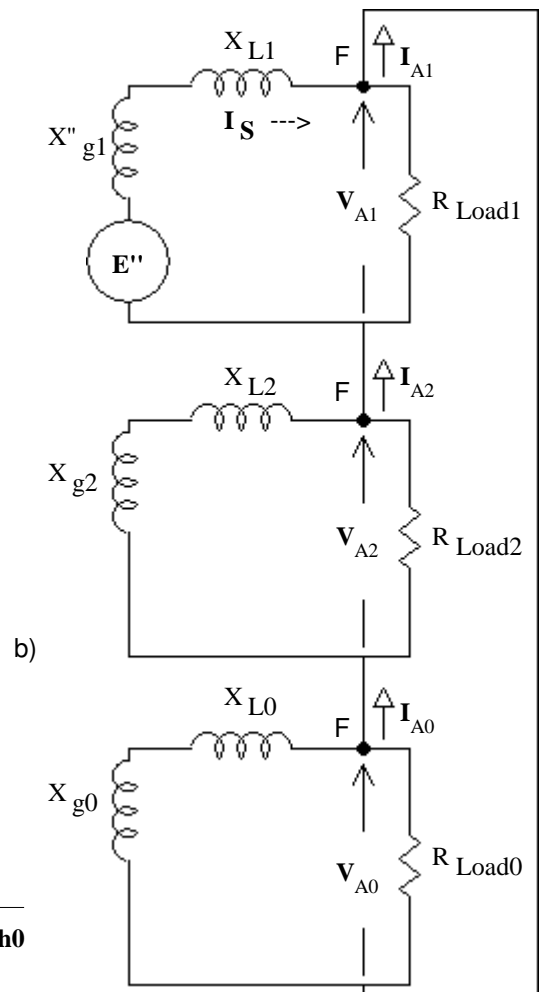 X L1
F
I A1
X" g1
I S --->
V A1
R Load1
E"
X L2
F
I A2
X g2
V A2
R Load2
b)
X L0
F
I A0
X g0
V A0
R Load0
h0